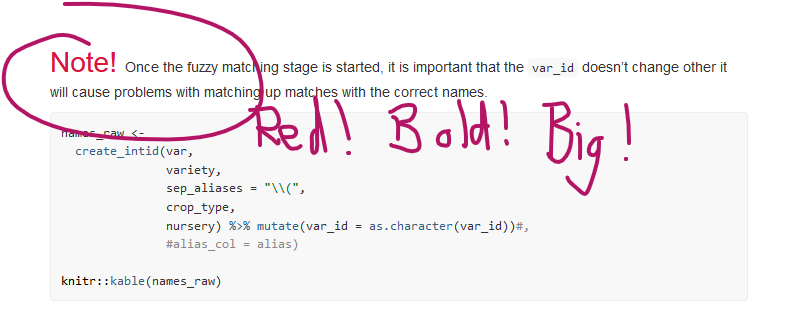 Note! Once the fuzzy matching stage is started, it is important that the var_id doesn't change other it
will cause problems with matching up matches with the correct names.
Red! Bold! Big!
names_raw <-
create_intid(var,
variety,
sep_aliases = "\\(",
crop_type,
nursery) %>% mutate(var_id = as.character(var_id))#,
#alias_col = alias)
knitr::kable(names_raw)